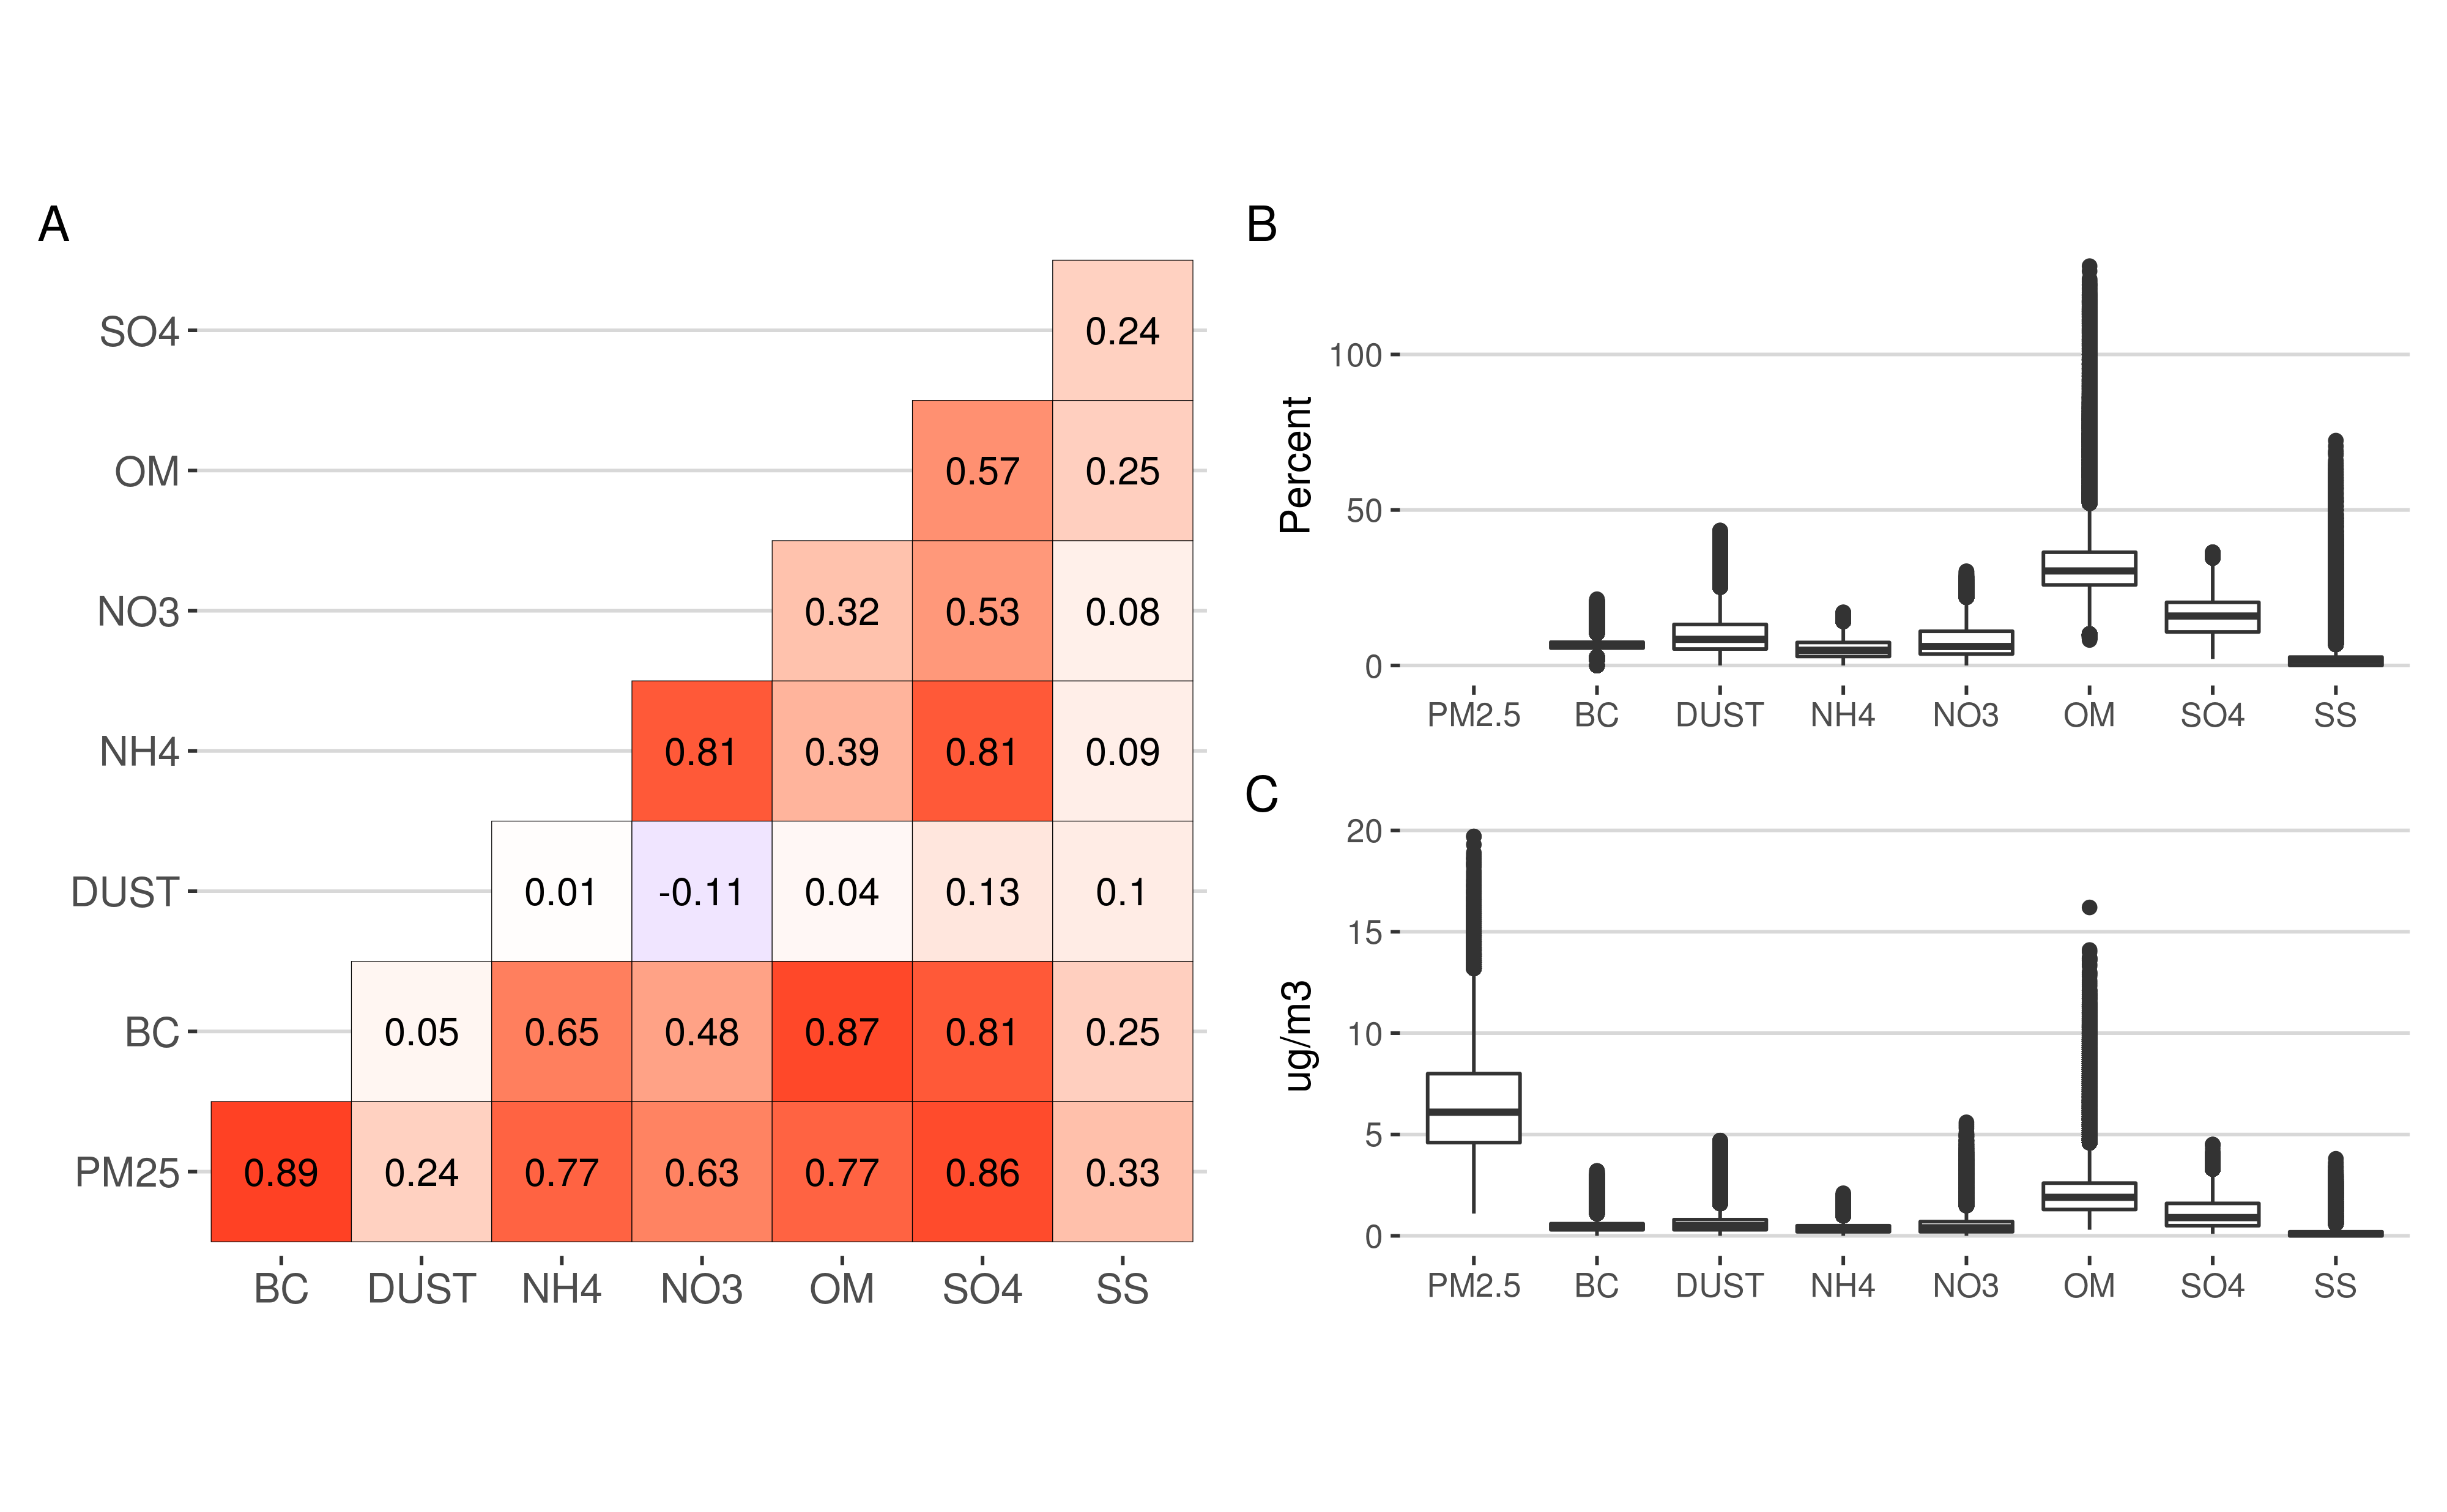 A
SO4 0.24
OM 0.57 0.25
NO3 0.32 0.53 0.08
NH4 0.81 0.39 0.81 0.09
DUST 0.01 -0.11 0.04 0.13 0.1
BC 0.05 0.65 0.48 0.87 0.81 0.25
PM25 0.89 0.24 0.77 0.63 0.77 0.86 0.33
BC DUST NH4 NO3 OM SO4 SS
B
Percent
100
50
0
PM2.5 BC DUST NH4 NO3 OM SO4 SS
C
ug/m3
20
15
10
5
0
PM2.5 BC DUST NH4 NO3 OM SO4 SS